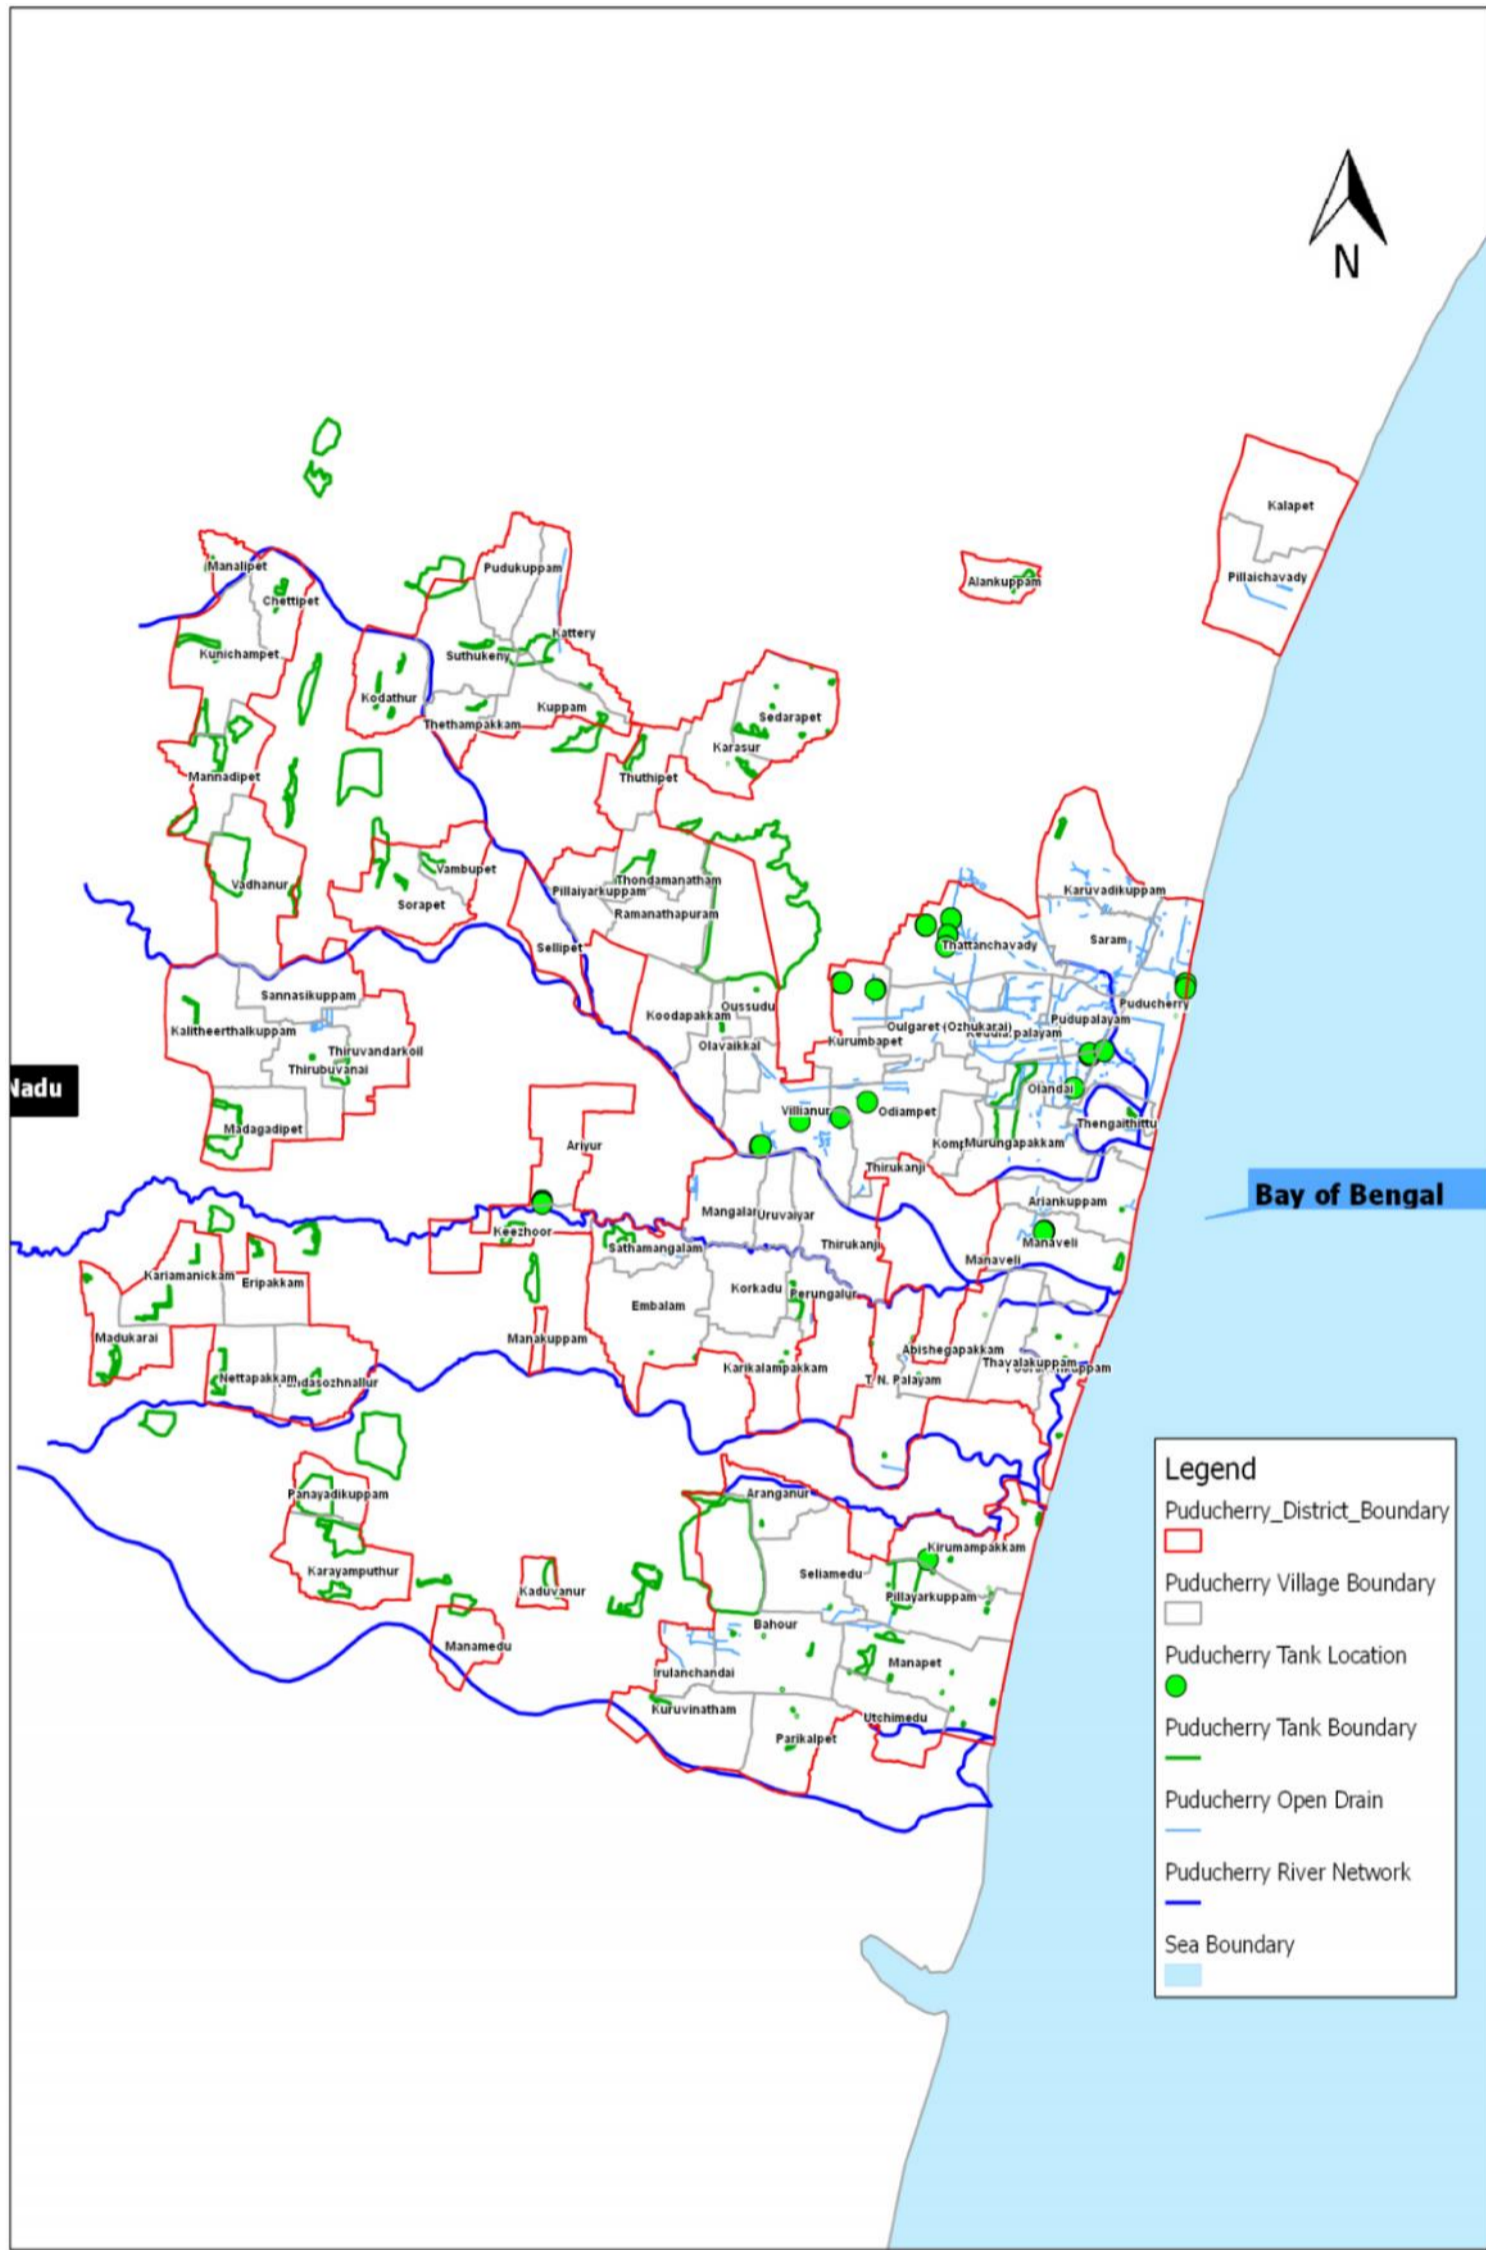 N
Kalapet
Pillaichavady
Alankuppam
Manalipet
Chettipet
Pudukuppam
Kunichampet
Kattery
Suthukeny
Kodathur
Kuppam
Thethampakkam
Sedarapet
Karasur
Mannadipet
Thuthipet
Vadhanur
Vambupet
Sorapet
Thondamanatham
Pillaiyarkuppam
Ramanathapuram
Sellipet
Karuvadikuppam
Saram
Thattanchavady
Sannasikuppam
Kalitheerthalkuppam
Thiruvandarkoil
Thirubuvanai
Madagadipet
Koodapakkam
Oussudu
Olavaikkal
Puducherry
Pudupalayam
Oulgaret (Ozhukarai)
palayam
Kurumbapet
Nadu
Olandai
Villianur
Odiampet
Thengaithittu
Murungapakkam
Ariyur
Thirukanji
Bay of Bengal
Ariankuppam
Mangalam
Uruvaiyar
Keezhoor
Sathamangalam
Thirukanji
Manaveli
Manaveli
Kariamanickam
Eripakkam
Korkadu
Perungalur
Embalam
Madukarai
Manakuppam
Abishegapakkam
Thavalakuppam
Karikalampakkam
T. N. Palayam
Nettapakkam
Panayadikuppam
Aranganur
Kirumampakkam
Karayamputhur
Kaduvanur
Seliamedu
Pillayarkuppam
Bahour
Manamedu
Manapet
Irulanchandai
Kuruvinatham
Utchimedu
Parikalpet
Legend
Puducherry_District_Boundary
Puducherry Village Boundary
Puducherry Tank Location
Puducherry Tank Boundary
Puducherry Open Drain
Puducherry River Network
Sea Boundary